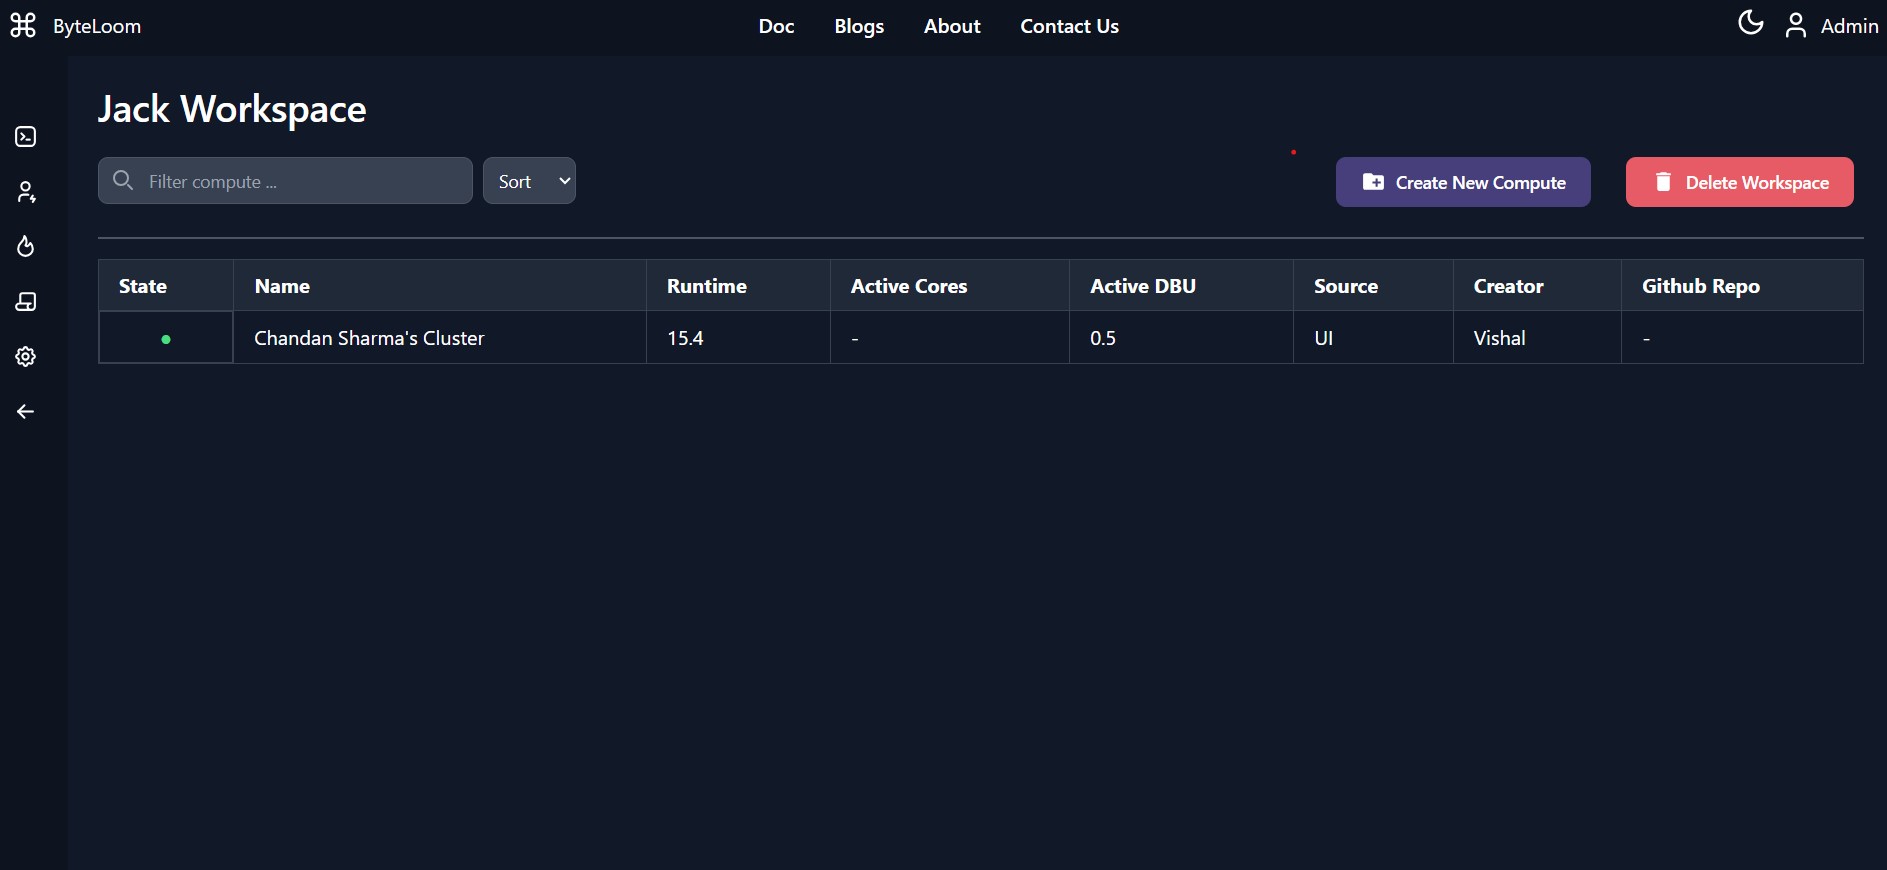 ByteLoom Doc Blogs About Contact Us Admin
Jack Workspace
Filter compute ... Sort Create New Compute Delete Workspace
State Name Runtime Active Cores Active DBU Source Creator Github Repo
Chandan Sharma's Cluster 15.4 - 0.5 UI Vishal -